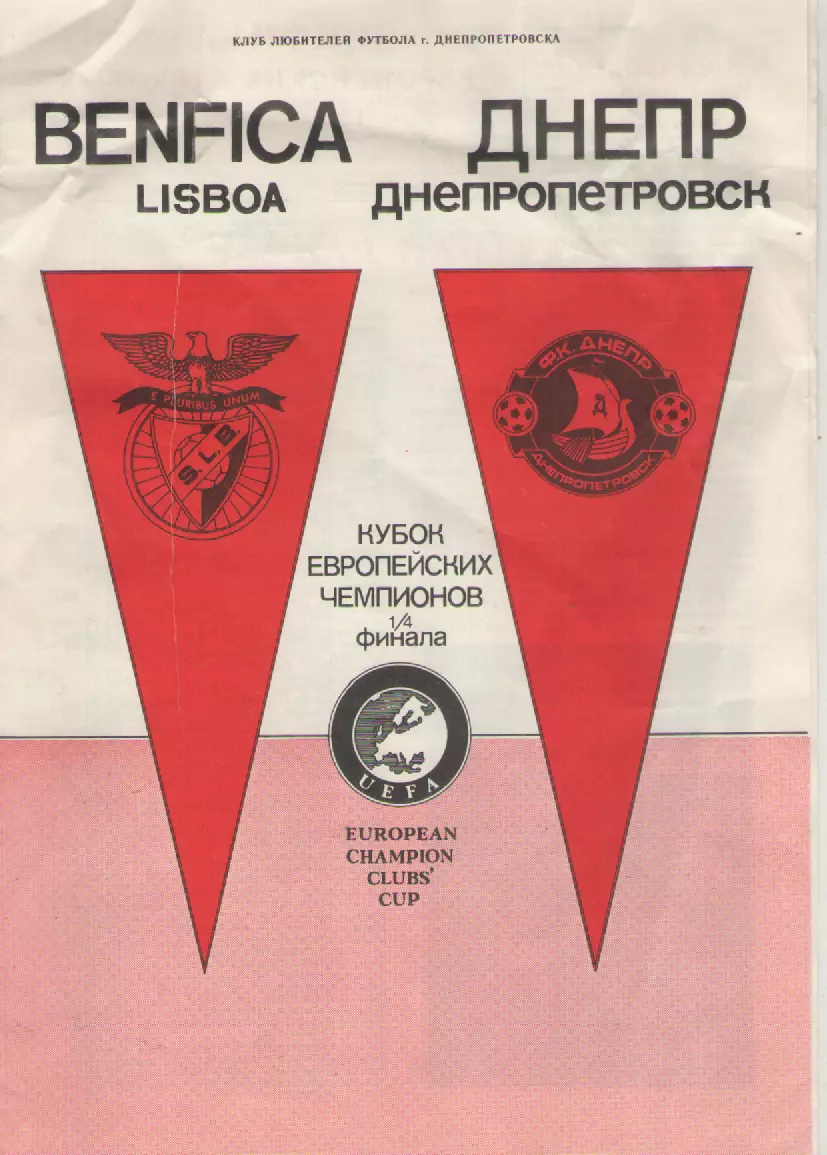 КЛУБ ЛЮБИТЕЛЕЙ ФУТБОЛА г. ДНЕПРОПЕТРОВСКА
BENFICA
LISBOA
ДНЕПР
ДНЕПРОПЕТРОВСК
E PLURIBUS UNUM
S.L.B
Ф.К. ДНЕПР
Д
ДНЕПРОПЕТРОВСК
КУБОК
ЕВРОПЕЙСКИХ
ЧЕМПИОНОВ
1/4
финала
UEFA
EUROPEAN
CHAMPION
CLUBS'
CUP